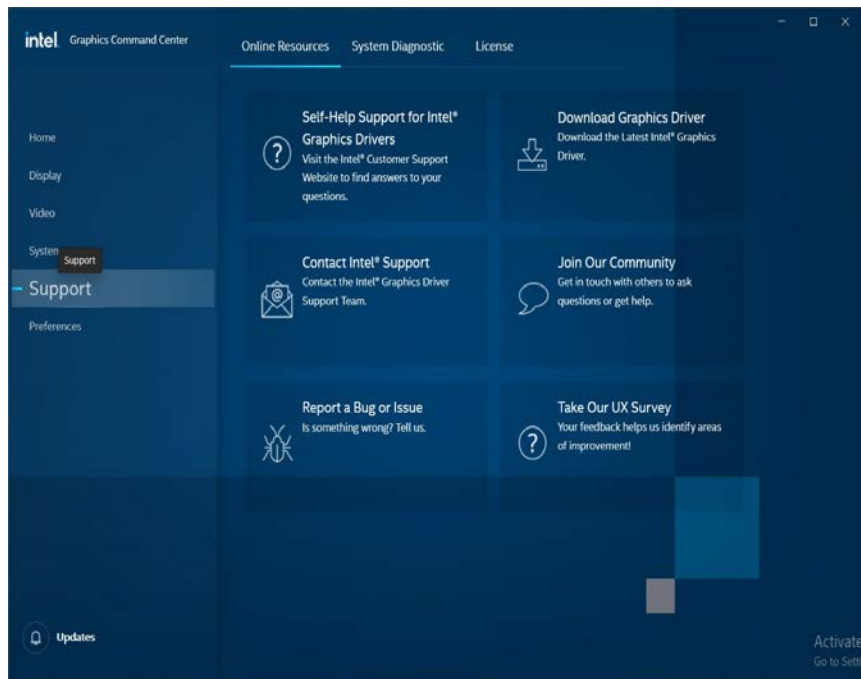 intel. Graphics Command Center
Online Resources System Diagnostic License
Home
Display
Video
System
Support
Support
Preferences
Self-Help Support for Intel®
Graphics Drivers
Visit the Intel® Customer Support
Website to find answers to your
questions.
Download Graphics Driver
Download the Latest Intel® Graphics
Driver.
Contact Intel® Support
Contact the Intel® Graphics Driver
Support Team.
Join Our Community
Get in touch with others to ask
questions or get help.
Report a Bug or Issue
Is something wrong? Tell us.
Take Our UX Survey
Your feedback helps us identify areas
of improvement!
Updates
Activate
Go to Sett